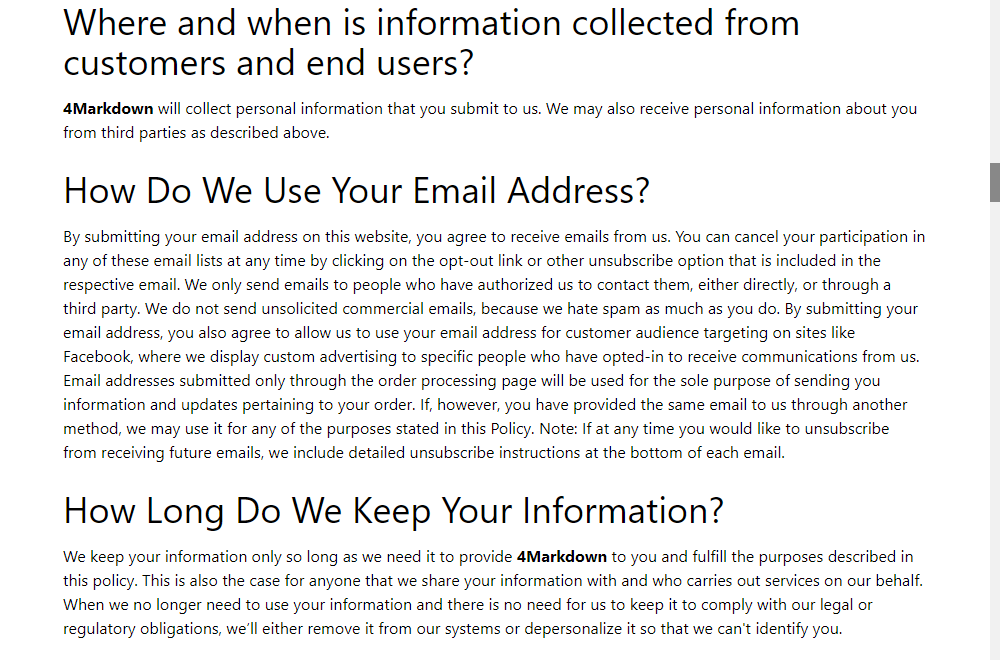 Where and when is information collected from
customers and end users?
4Markdown will collect personal information that you submit to us. We may also receive personal information about you
from third parties as described above.
How Do We Use Your Email Address?
By submitting your email address on this website, you agree to receive emails from us. You can cancel your participation in
any of these email lists at any time by clicking on the opt-out link or other unsubscribe option that is included in the
respective email. We only send emails to people who have authorized us to contact them, either directly, or through a
third party. We do not send unsolicited commercial emails, because we hate spam as much as you do. By submitting your
email address, you also agree to allow us to use your email address for customer audience targeting on sites like
Facebook, where we display custom advertising to specific people who have opted-in to receive communications from us.
Email addresses submitted only through the order processing page will be used for the sole purpose of sending you
information and updates pertaining to your order. If, however, you have provided the same email to us through another
method, we may use it for any of the purposes stated in this Policy. Note: If at any time you would like to unsubscribe
from receiving future emails, we include detailed unsubscribe instructions at the bottom of each email.
How Long Do We Keep Your Information?
We keep your information only so long as we need it to provide 4Markdown to you and fulfill the purposes described in
this policy. This is also the case for anyone that we share your information with and who carries out services on our behalf.
When we no longer need to use your information and there is no need for us to keep it to comply with our legal or
regulatory obligations, we'll either remove it from our systems or depersonalize it so that we can't identify you.